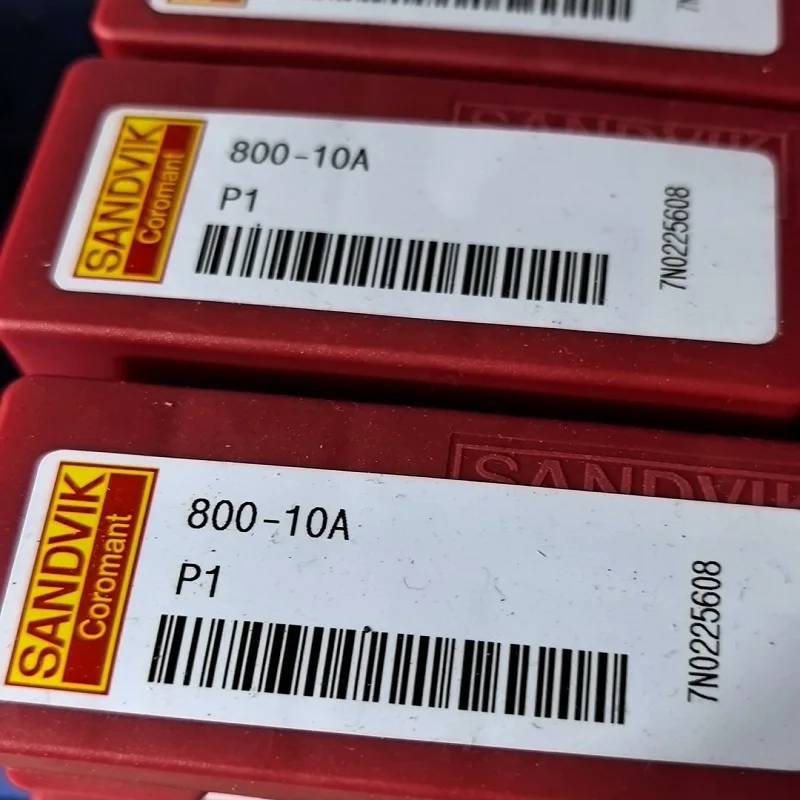 SANDVIK
Coromant
800-10A
P1
7N0225608
SANDVIK
SANDVIK
Coromant
800-10A
P1
7N0225608
SANDVIK